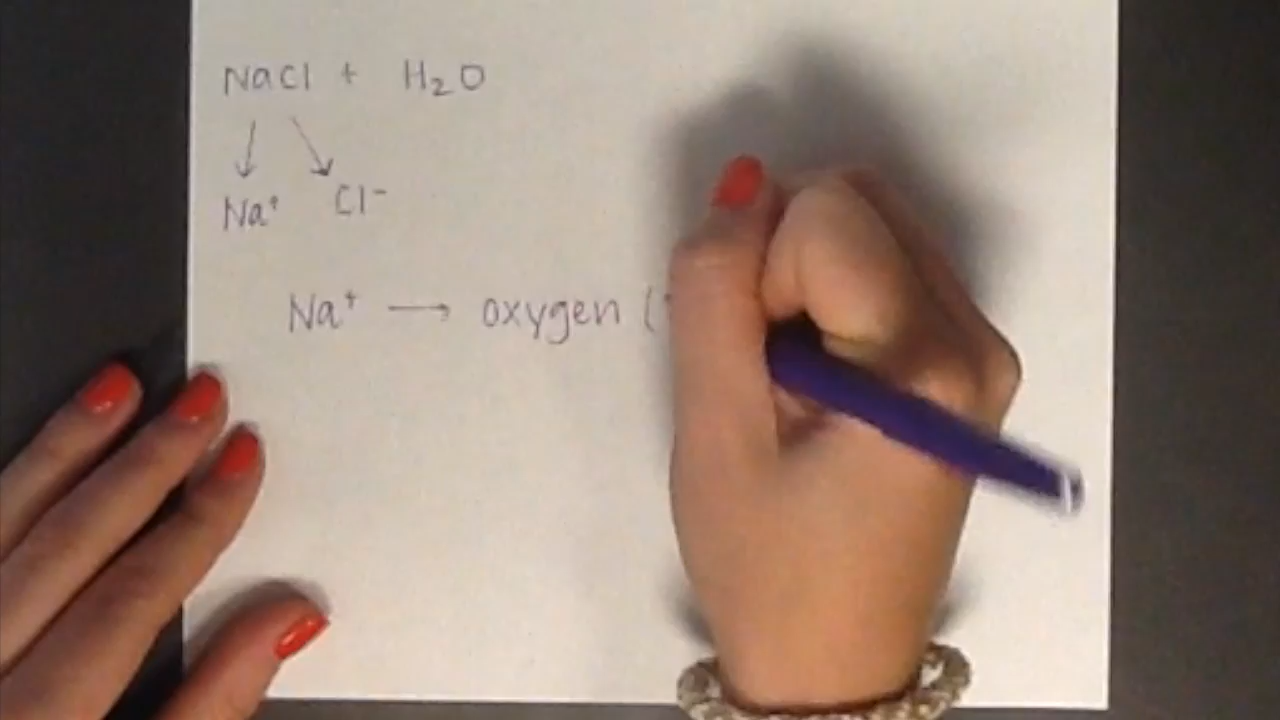 NaCl + H₂O
Na⁺ Cl⁻
Na⁺ → oxygen (